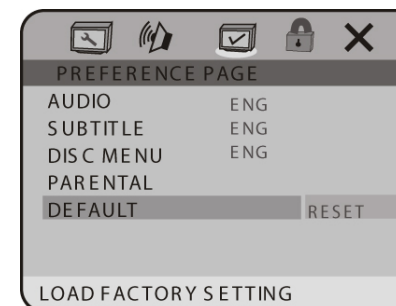 PREFERENCE PAGE
AUDIO ENG
SUBTITLE ENG
DISC MENU ENG
PARENTAL
DEFAULT RESET
LOAD FACTORY SETTING